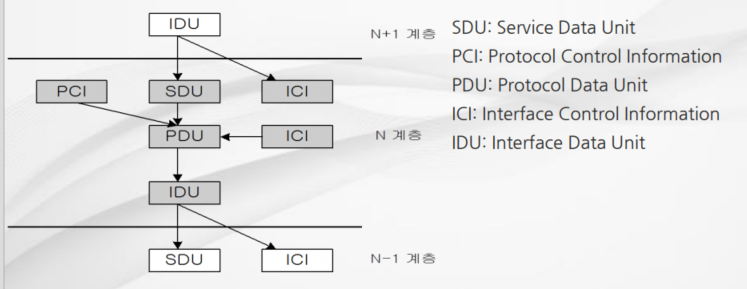 IDU
N+1 계층
PCI
SDU
ICI
PDU
ICI
N 계층
IDU
SDU
ICI
N-1 계층
SDU: Service Data Unit
PCI: Protocol Control Information
PDU: Protocol Data Unit
ICI: Interface Control Information
IDU: Interface Data Unit